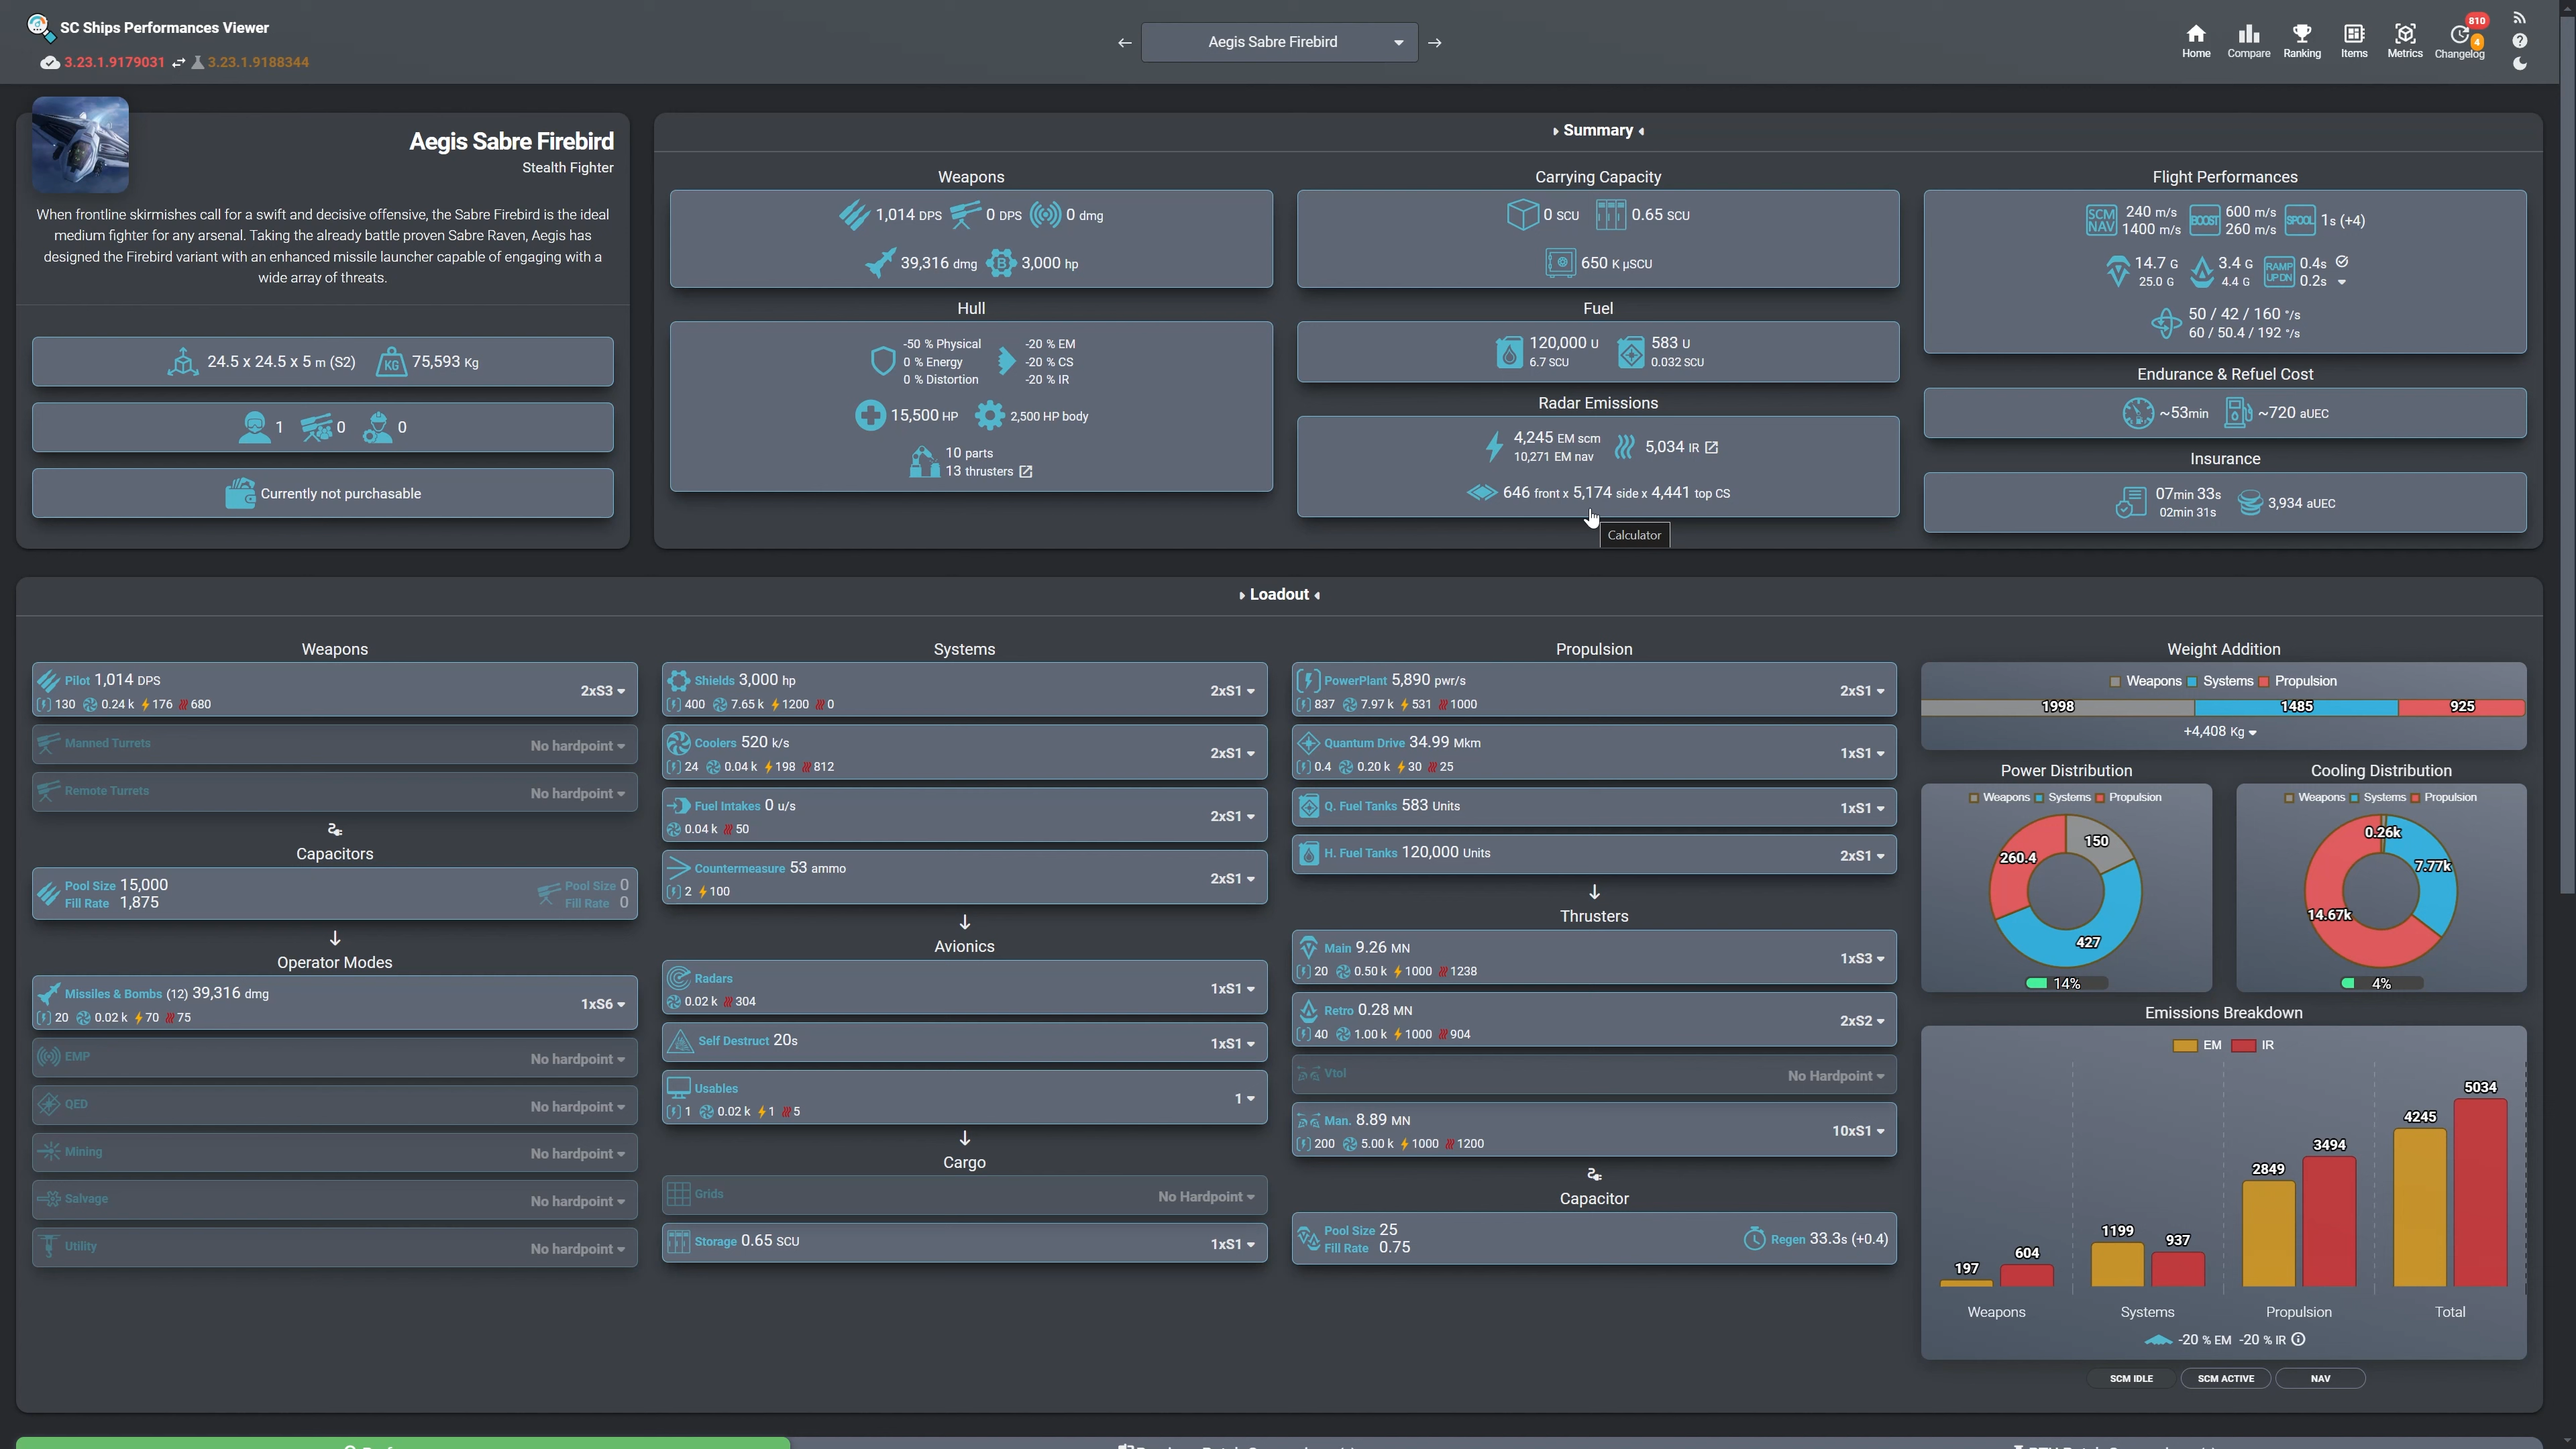 SC Ships Performances Viewer
3.23.1.9179031 3.23.1.9188344
Aegis Sabre Firebird
Home Compare Ranking Items Metrics Changelog
810
4
Aegis Sabre Firebird
Stealth Fighter
When frontline skirmishes call for a swift and decisive offensive, the Sabre Firebird is the ideal
medium fighter for any arsenal. Taking the already battle proven Sabre Raven, Aegis has
designed the Firebird variant with an enhanced missile launcher capable of engaging with a
wide array of threats.
24.5 x 24.5 x 5 m (S2) KG 75,593 Kg
1 0 0
Currently not purchasable
Summary
Weapons
1,014 DPS 0 DPS 0 dmg
39,316 dmg B 3,000 hp
Hull
-50 % Physical -20 % EM
0 % Energy -20 % CS
0 % Distortion -20 % IR
15,500 HP 2,500 HP body
10 parts
13 thrusters
Carrying Capacity
0 SCU 0.65 SCU
650 K µSCU
Fuel
120,000 U 583 U
6.7 SCU 0.032 SCU
Radar Emissions
4,245 EM scm 5,034 IR
10,271 EM nav
646 front x 5,174 side x 4,441 top CS
Calculator
Flight Performances
SCM 240 m/s BOOST 600 m/s SPOOL 1s (+4)
NAV 1400 m/s 260 m/s
14.7 G 3.4 G RAMP 0.4s
25.0 G 4.4 G UP DN 0.2s
50 / 42 / 160 °/s
60 / 50.4 / 192 °/s
Endurance & Refuel Cost
~53min ~720 aUEC
Insurance
07min 33s 3,934 aUEC
02min 31s
Loadout
Weapons
Pilot 1,014 DPS 2xS3
130 0.24 k 176 680
Manned Turrets No hardpoint
Remote Turrets No hardpoint
Capacitors
Pool Size 15,000 Pool Size 0
Fill Rate 1,875 Fill Rate 0
Operator Modes
Missiles & Bombs (12) 39,316 dmg 1xS6
20 0.02 k 70 75
EMP No hardpoint
QED No hardpoint
Mining No hardpoint
Salvage No hardpoint
Utility No hardpoint
Systems
Shields 3,000 hp 2xS1
400 7.65 k 1200 0
Coolers 520 k/s 2xS1
24 0.04 k 198 812
Fuel Intakes 0 u/s 2xS1
0.04 k 50
Countermeasure 53 ammo 2xS1
2 100
Avionics
Radars 1xS1
0.02 k 304
Self Destruct 20s 1xS1
Usables 1
1 0.02 k 1 5
Cargo
Grids No Hardpoint
Storage 0.65 SCU 1xS1
Propulsion
PowerPlant 5,890 pwr/s 2xS1
837 7.97 k 531 1000
Quantum Drive 34.99 Mkm 1xS1
0.4 0.20 k 30 25
Q. Fuel Tanks 583 Units 1xS1
H. Fuel Tanks 120,000 Units 2xS1
Thrusters
Main 9.26 MN 1xS3
20 0.50 k 1000 1238
Retro 0.28 MN 2xS2
40 1.00 k 1000 904
Vtol No Hardpoint
Man. 8.89 MN 10xS1
200 5.00 k 1000 1200
Capacitor
Pool Size 25 Regen 33.3s (+0.4)
Fill Rate 0.75
Weight Addition
Weapons Systems Propulsion
1998 1485 925
+4,408 Kg
Power Distribution
Weapons Systems Propulsion
150
260.4
427
14%
Cooling Distribution
Weapons Systems Propulsion
0.26k
7.77k
14.67k
4%
Emissions Breakdown
EM IR
197 604 1199 937 2849 3494 4245 5034
Weapons Systems Propulsion Total
-20 % EM -20 % IR
SCM IDLE SCM ACTIVE NAV